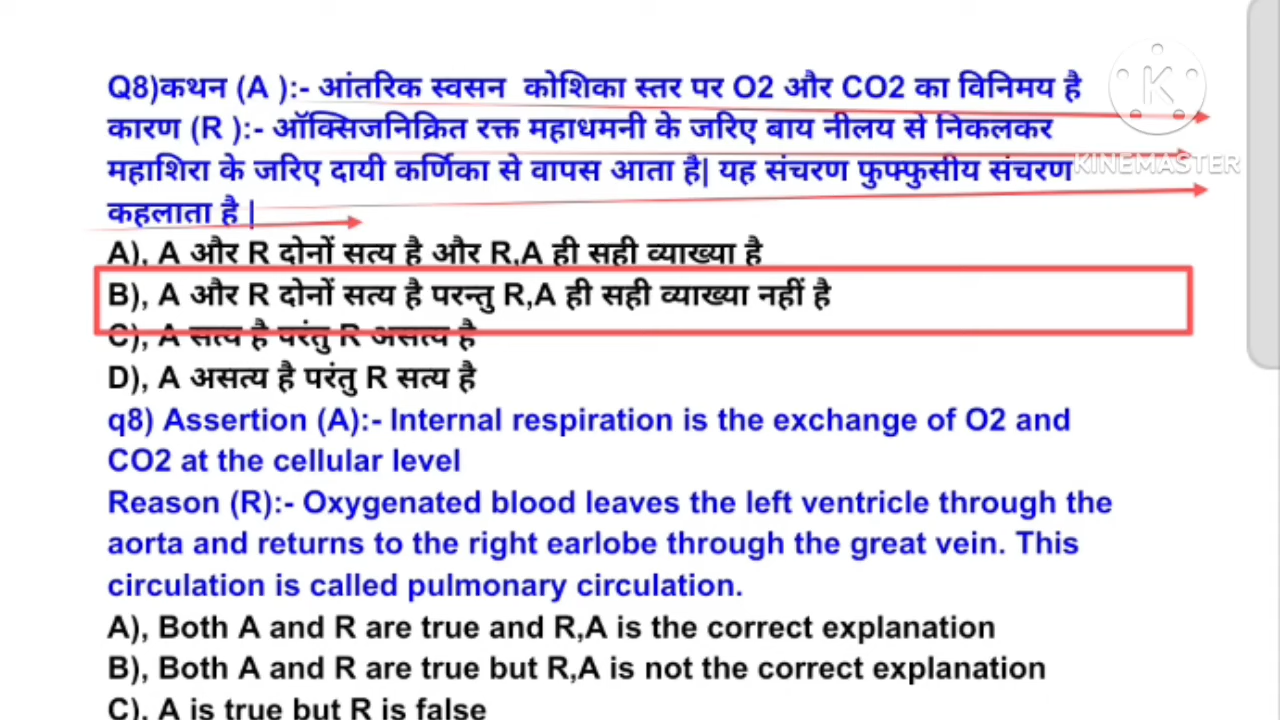 Q8)कथन (A ):- आंतरिक स्वसन कोशिका स्तर पर O2 और CO2 का विनिमय है
कारण (R ):- ऑक्सिजनिक्रित रक्त महाधमनी के जरिए बाय नीलय से निकलकर
महाशिरा के जरिए दायी कर्णिका से वापस आता है| यह संचरण फुफ्फुसीय संचरण
कहलाता है |
K
KINEMASTER
A), A और R दोनों सत्य है और R,A ही सही व्याख्या है
B), A और R दोनों सत्य है परन्तु R,A ही सही व्याख्या नहीं है
C), A सत्य है परंतु R असत्य है
D), A असत्य है परंतु R सत्य है
q8) Assertion (A):- Internal respiration is the exchange of O2 and
CO2 at the cellular level
Reason (R):- Oxygenated blood leaves the left ventricle through the
aorta and returns to the right earlobe through the great vein. This
circulation is called pulmonary circulation.
A), Both A and R are true and R,A is the correct explanation
B), Both A and R are true but R,A is not the correct explanation
C), A is true but R is false